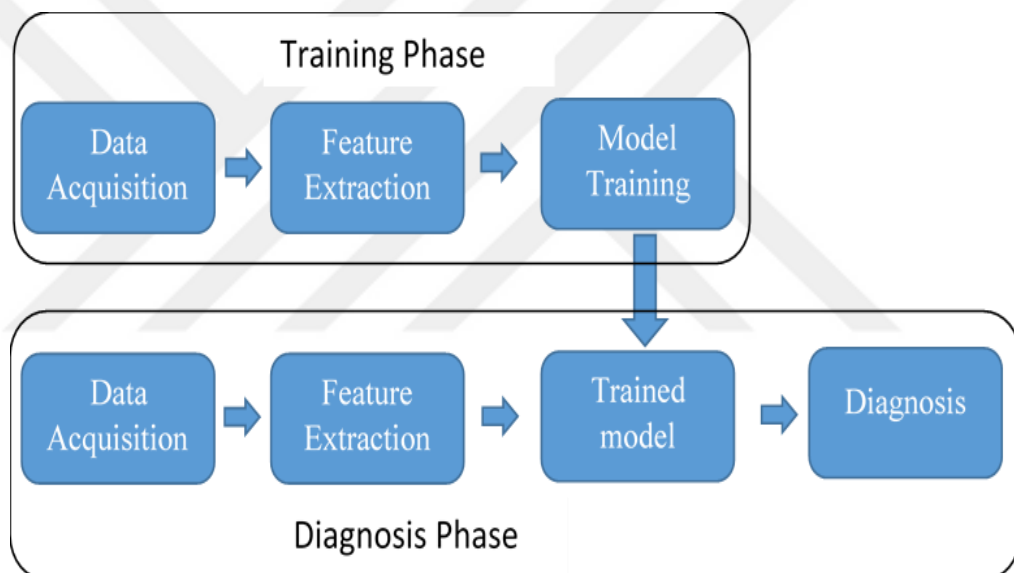 Training Phase
Data
Acquisition
Feature
Extraction
Model
Training
Data
Acquisition
Feature
Extraction
Trained
model
Diagnosis
Diagnosis Phase